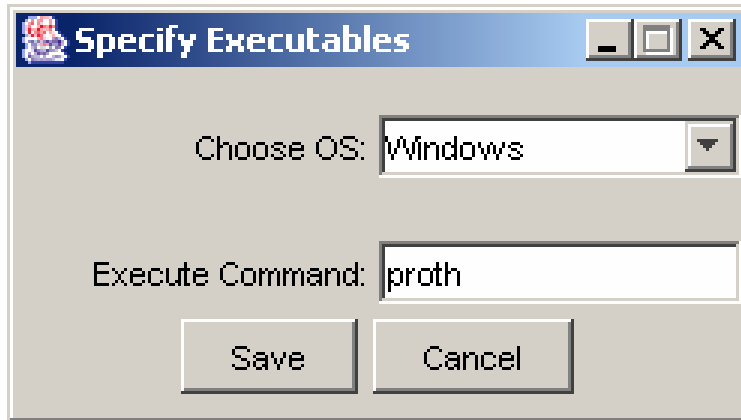 Specify Executables
Choose OS: Windows
Execute Command: proth
Save Cancel